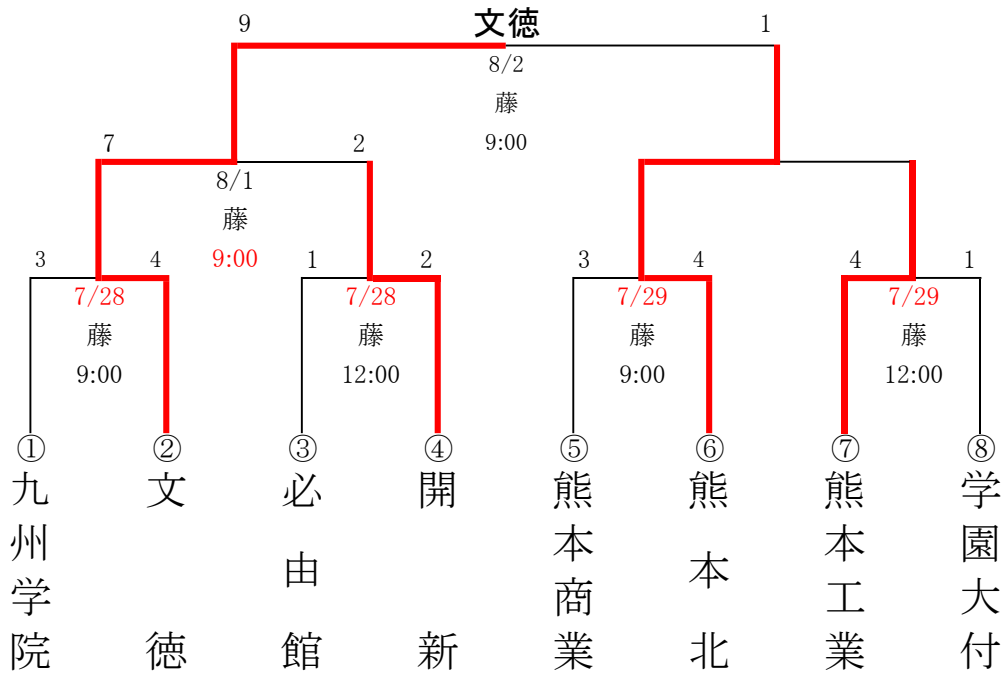 9 文徳 1
8/2
藤
9:00
7 2
8/1
藤
9:00
3 4 1 2 3 4 4 1
7/28 7/28 7/29 7/29
藤 藤 藤 藤
9:00 12:00 9:00 12:00
① ② ③ ④ ⑤ ⑥ ⑦ ⑧
九州学院
文徳
必由館
開新
熊本商業
熊本北
熊本工業
学園大付